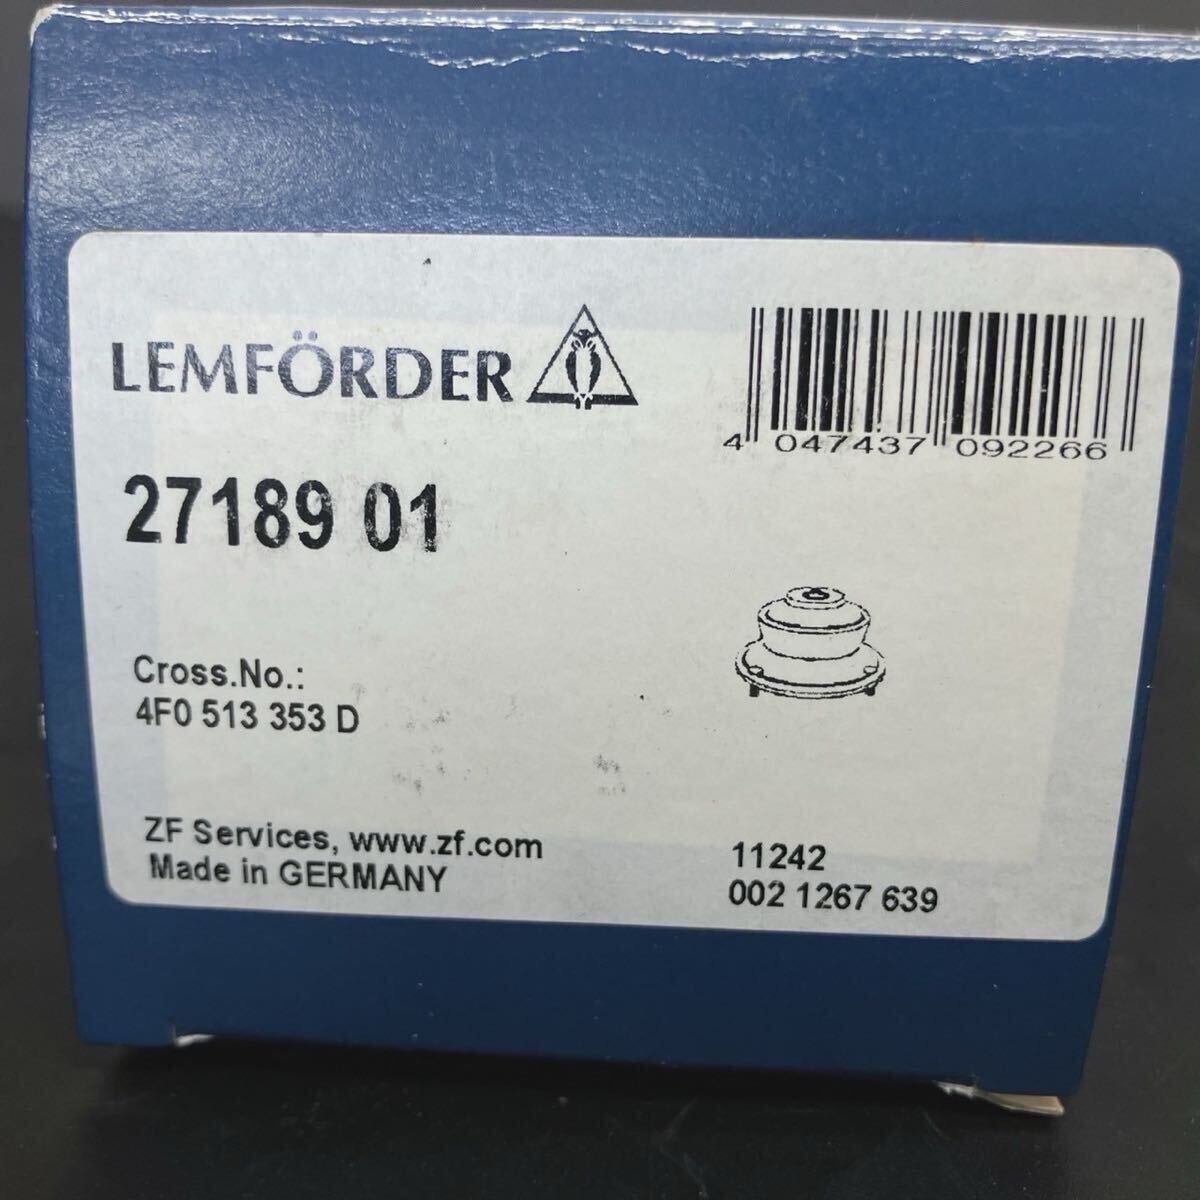 LEMFÖRDER
4 047437 092266
27189 01
Cross.No.:
4F0 513 353 D
ZF Services, www.zf.com
Made in GERMANY
11242
002 1267 639